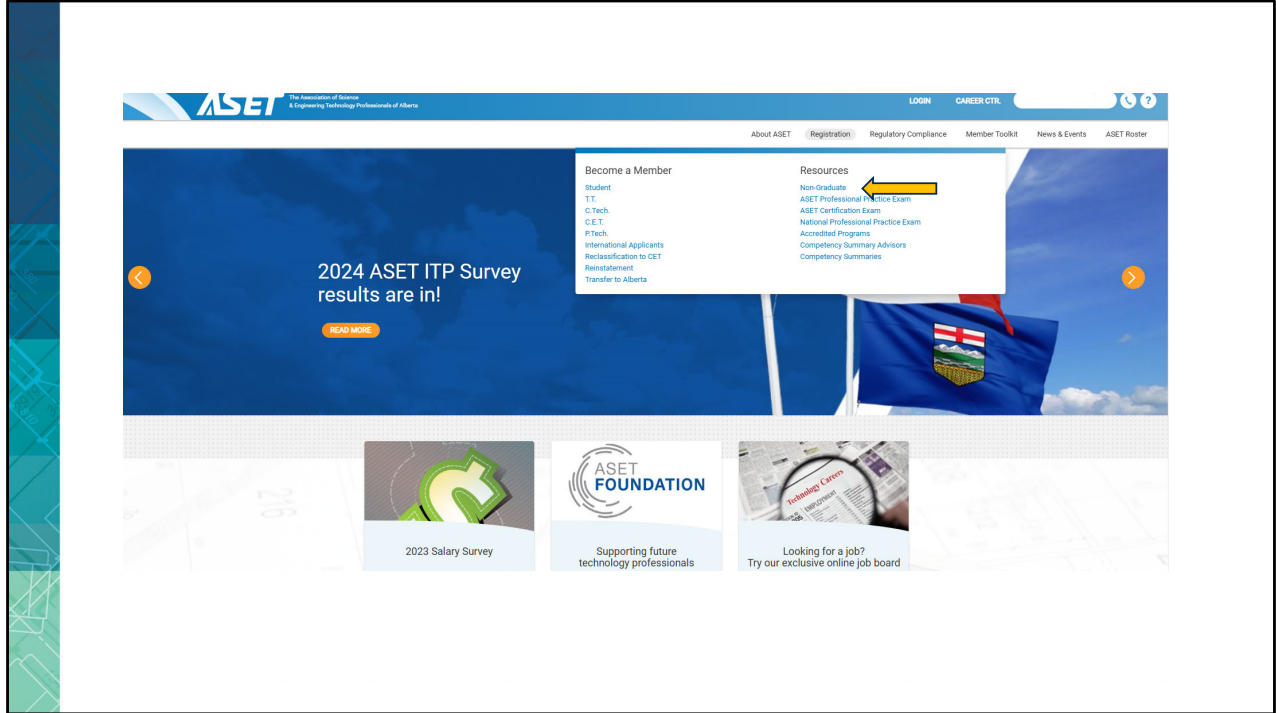 ASET
The Association of Science
& Engineering Technology Professionals of Alberta
LOGIN
CAREER CTR.
?
About ASET
Registration
Regulatory Compliance
Member Toolkit
News & Events
ASET Roster
Become a Member
Student
T.T.
C.Tech.
C.E.T.
P.Tech.
International Applicants
Reclassification to CET
Reinstatement
Transfer to Alberta
Resources
Non-Graduate
ASET Professional Practice Exam
ASET Certification Exam
National Professional Practice Exam
Accredited Programs
Competency Summary Advisors
Competency Summaries
2024 ASET ITP Survey
results are in!
READ MORE
2023 Salary Survey
ASET
FOUNDATION
Supporting future
technology professionals
Technology Careers
EMPLOYMENT
Looking for a job?
Try our exclusive online job board